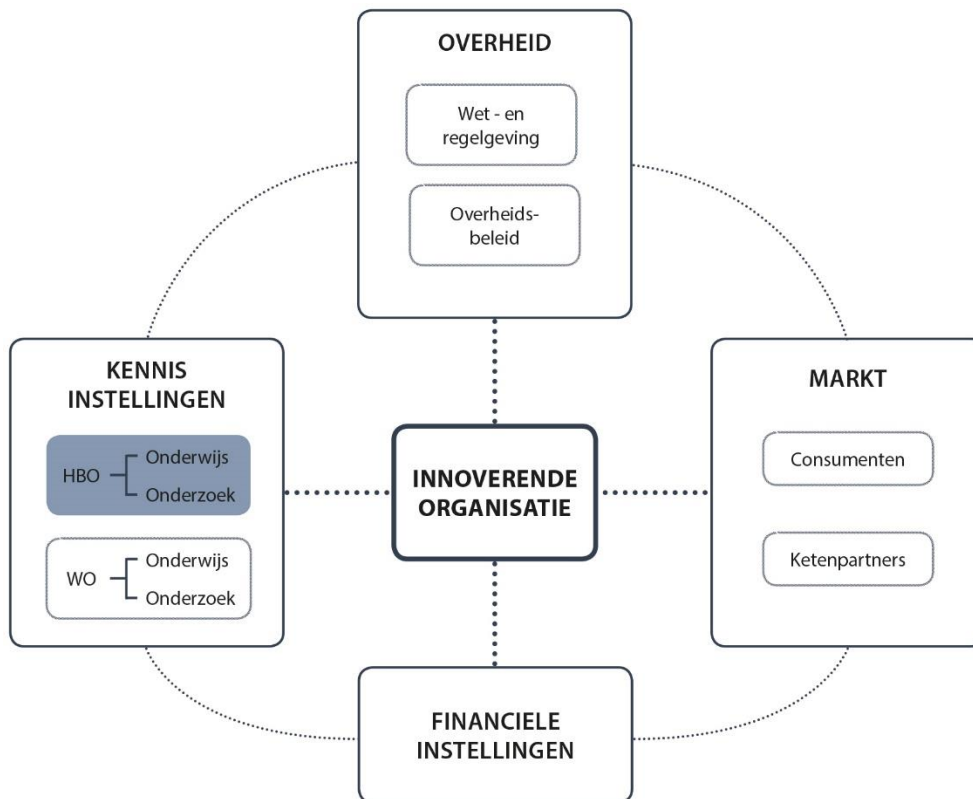 OVERHEID
Wet - en
regelgeving
Overheids-
beleid
KENNIS
INSTELLINGEN
HBO
Onderwijs
Onderzoek
WO
Onderwijs
Onderzoek
INNOVERENDE
ORGANISATIE
MARKT
Consumenten
Ketenpartners
FINANCIELE
INSTELLINGEN